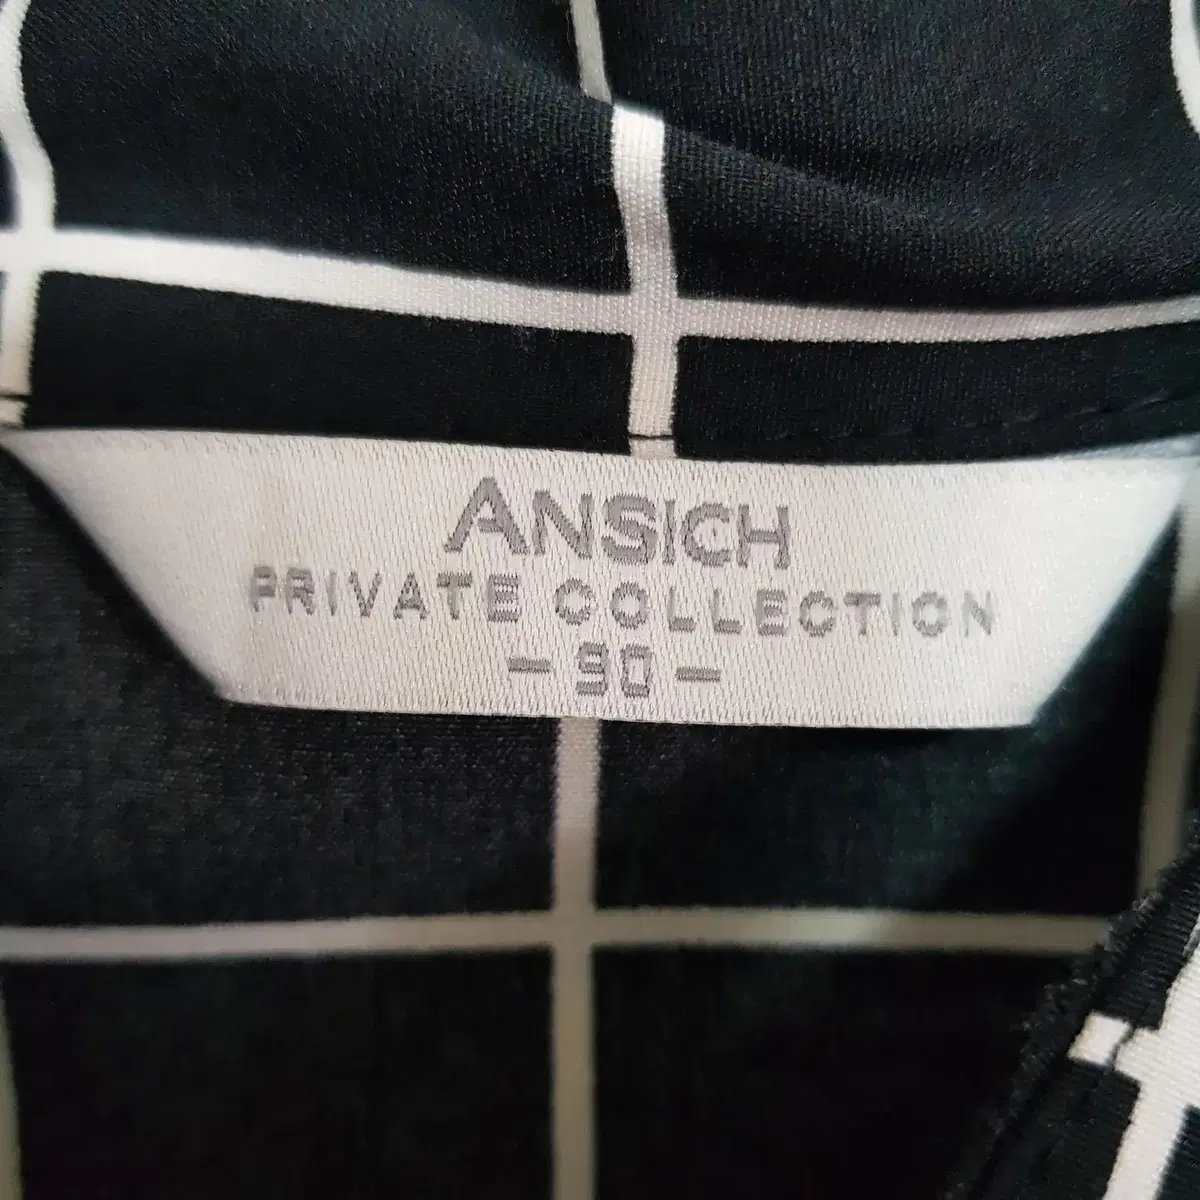 ANSICH
PRIVATE COLLECTION
- 90 -